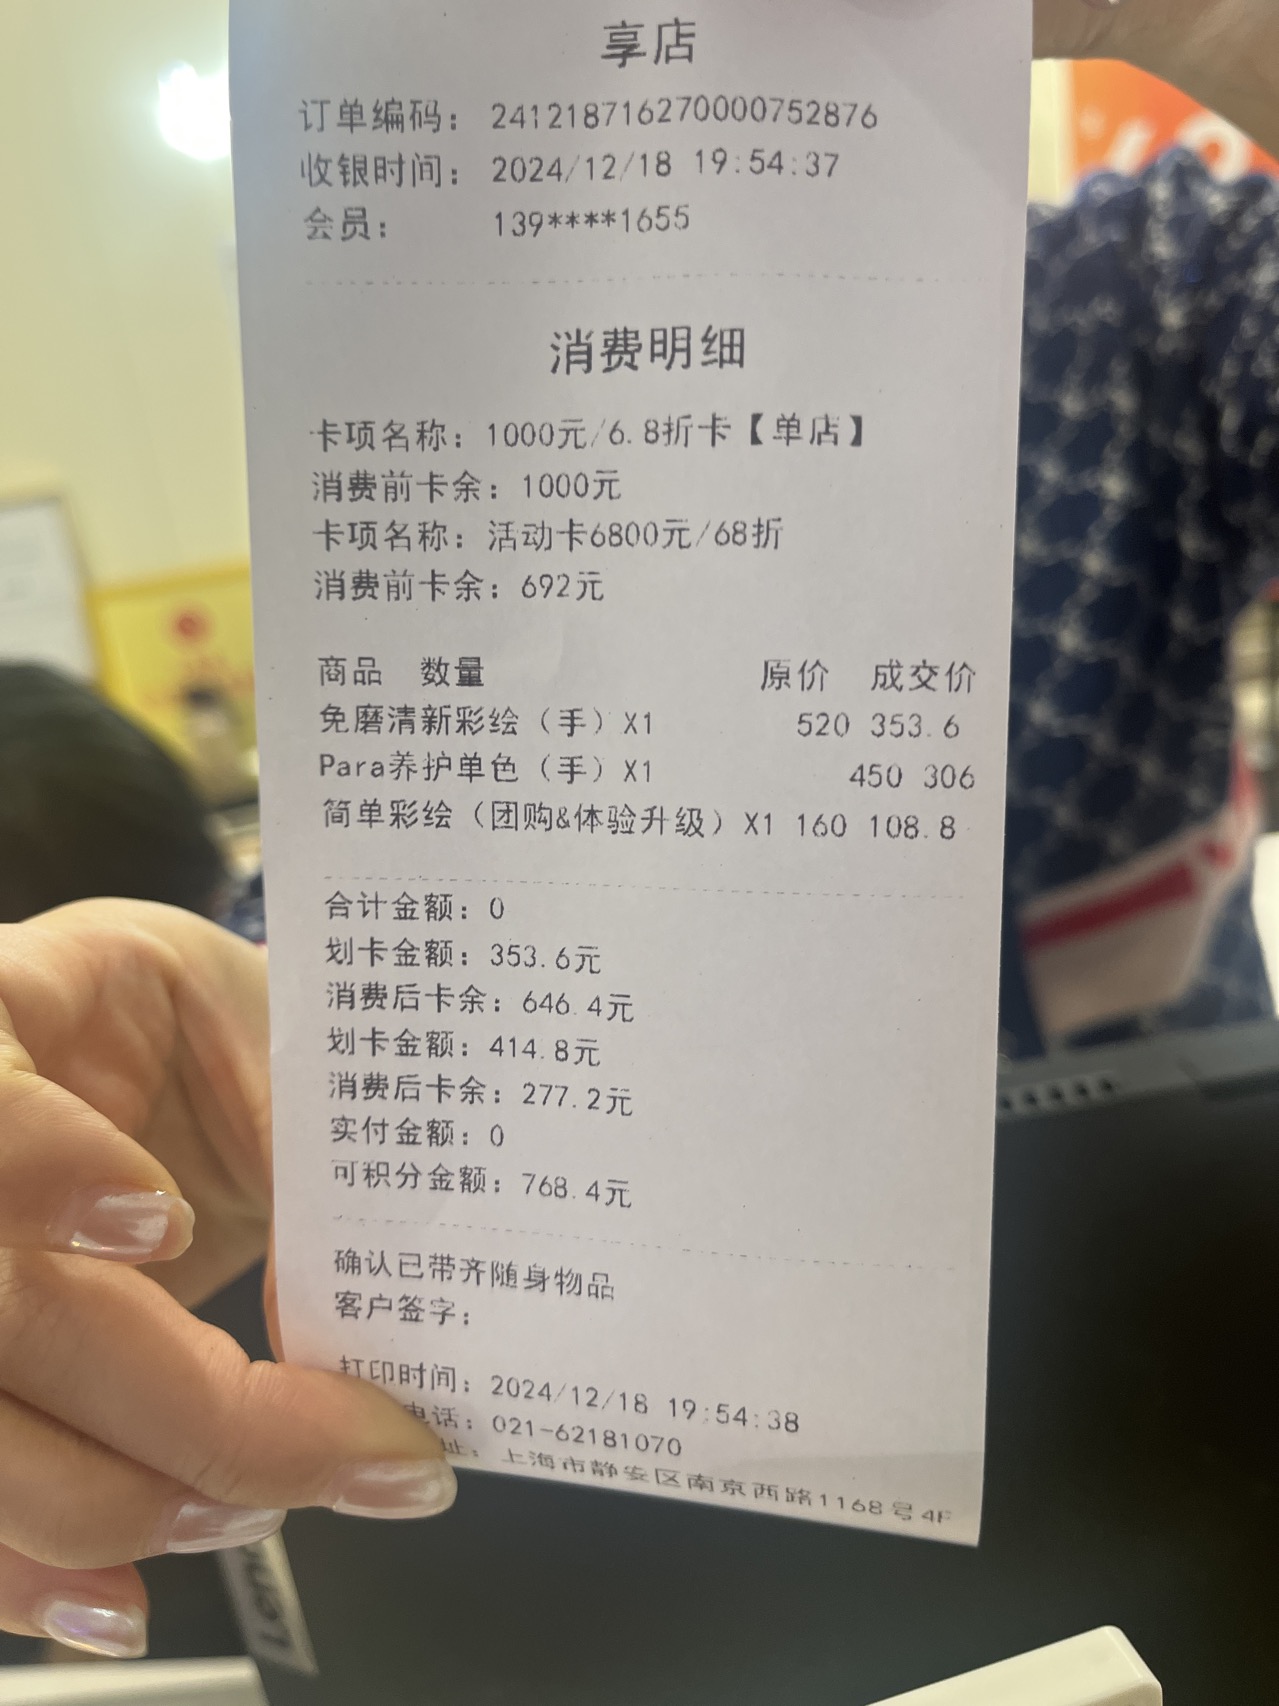 享店
订单编码： 241218716270000752876
收银时间： 2024/12/18 19:54:37
会员： 139****1655
消费明细
卡项名称：1000元/6.8折卡【单店】
消费前卡余：1000元
卡项名称：活动卡6800元/68折
消费前卡余：692元
商品 数量 原价 成交价
免磨清新彩绘（手）X1 520 353.6
Para养护单色（手）X1 450 306
简单彩绘（团购&体验升级）X1 160 108.8
合计金额：0
划卡金额：353.6元
消费后卡余：646.4元
划卡金额：414.8元
消费后卡余：277.2元
实付金额：0
可积分金额：768.4元
确认已带齐随身物品
客户签字：
打印时间：2024/12/18 19:54:38
电话：021-62181070
址：上海市静安区南京西路1168号4F